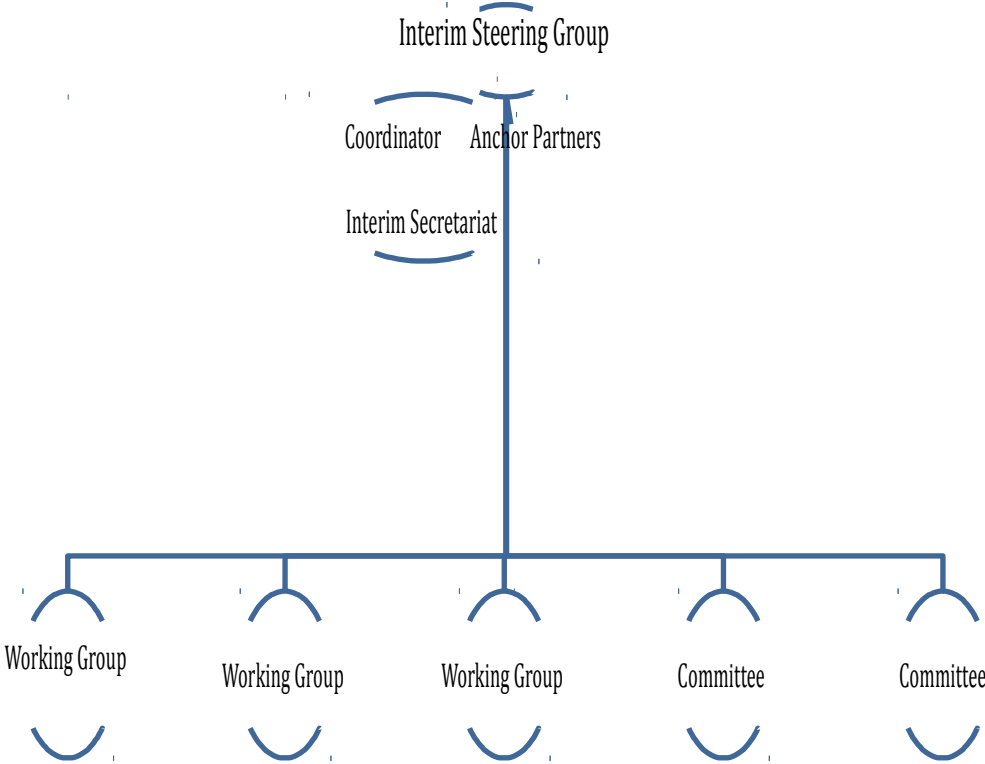 Interim Steering Group
Coordinator
Anchor Partners
Interim Secretariat
Working Group
Working Group
Working Group
Committee
Committee